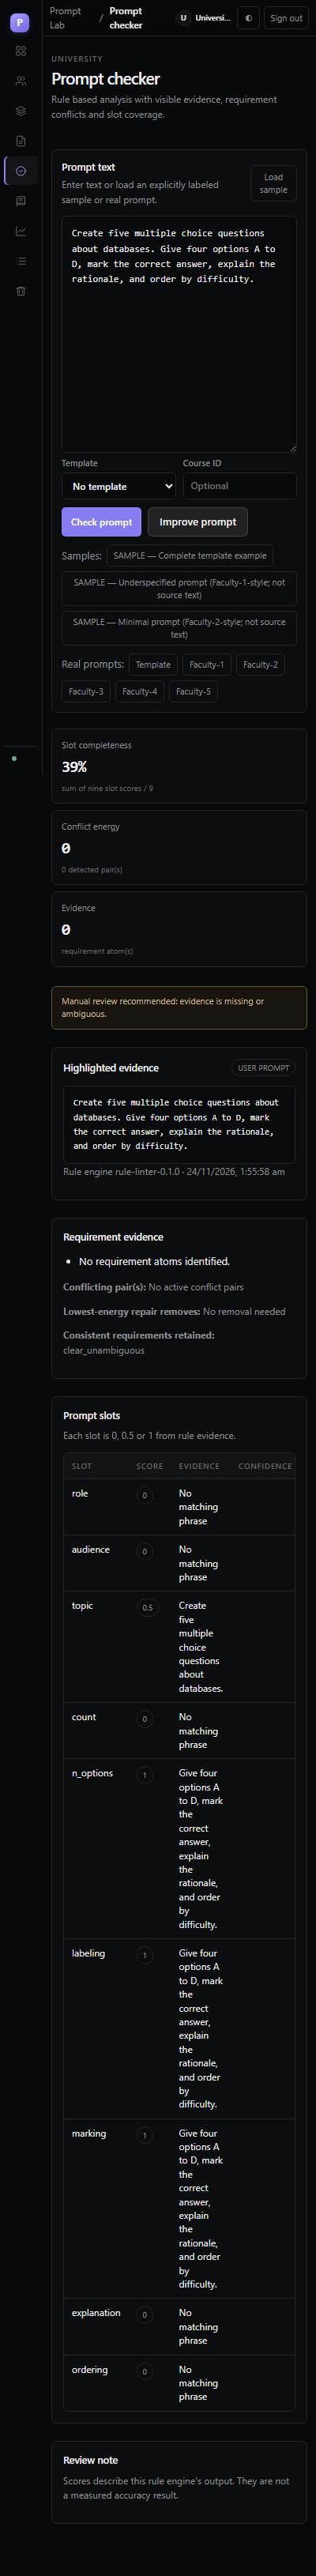 P
Prompt Lab
/
Prompt checker
U
Universi...
Sign out
UNIVERSITY
Prompt checker
Rule based analysis with visible evidence, requirement
conflicts and slot coverage.
Prompt text
Enter text or load an explicitly labeled
sample or real prompt.
Load
sample
Create five multiple choice questions
about databases. Give four options A to
D, mark the correct answer, explain the
rationale, and order by difficulty.
Template
Course ID
No template
Optional
Check prompt
Improve prompt
Samples:
SAMPLE — Complete template example
SAMPLE — Underspecified prompt (Faculty-1-style; not
source text)
SAMPLE — Minimal prompt (Faculty-2-style; not source
text)
Real prompts:
Template
Faculty-1
Faculty-2
Faculty-3
Faculty-4
Faculty-5
Slot completeness
39%
sum of nine slot scores / 9
Conflict energy
0
0 detected pair(s)
Evidence
0
requirement atom(s)
Manual review recommended: evidence is missing or
ambiguous.
Highlighted evidence
USER PROMPT
Create five multiple choice questions about
databases. Give four options A to D, mark
the correct answer, explain the rationale,
and order by difficulty.
Rule engine rule-linter-0.1.0 · 24/11/2026, 1:55:58 am
Requirement evidence
• No requirement atoms identified.
Conflicting pair(s): No active conflict pairs
Lowest-energy repair removes: No removal needed
Consistent requirements retained:
clear_unambiguous
Prompt slots
Each slot is 0, 0.5 or 1 from rule evidence.
SLOT SCORE EVIDENCE CONFIDENCE
role 0 No
matching
phrase
audience 0 No
matching
phrase
topic 0.5 Create
five
multiple
choice
questions
about
databases.
count 0 No
matching
phrase
n_options 1 Give four
options A
to D, mark
the
correct
answer,
explain
the
rationale,
and order
by
difficulty.
labeling 1 Give four
options A
to D, mark
the
correct
answer,
explain
the
rationale,
and order
by
difficulty.
marking 1 Give four
options A
to D, mark
the
correct
answer,
explain
the
rationale,
and order
by
difficulty.
explanation 0 No
matching
phrase
ordering 0 No
matching
phrase
Review note
Scores describe this rule engine's output. They are not
a measured accuracy result.